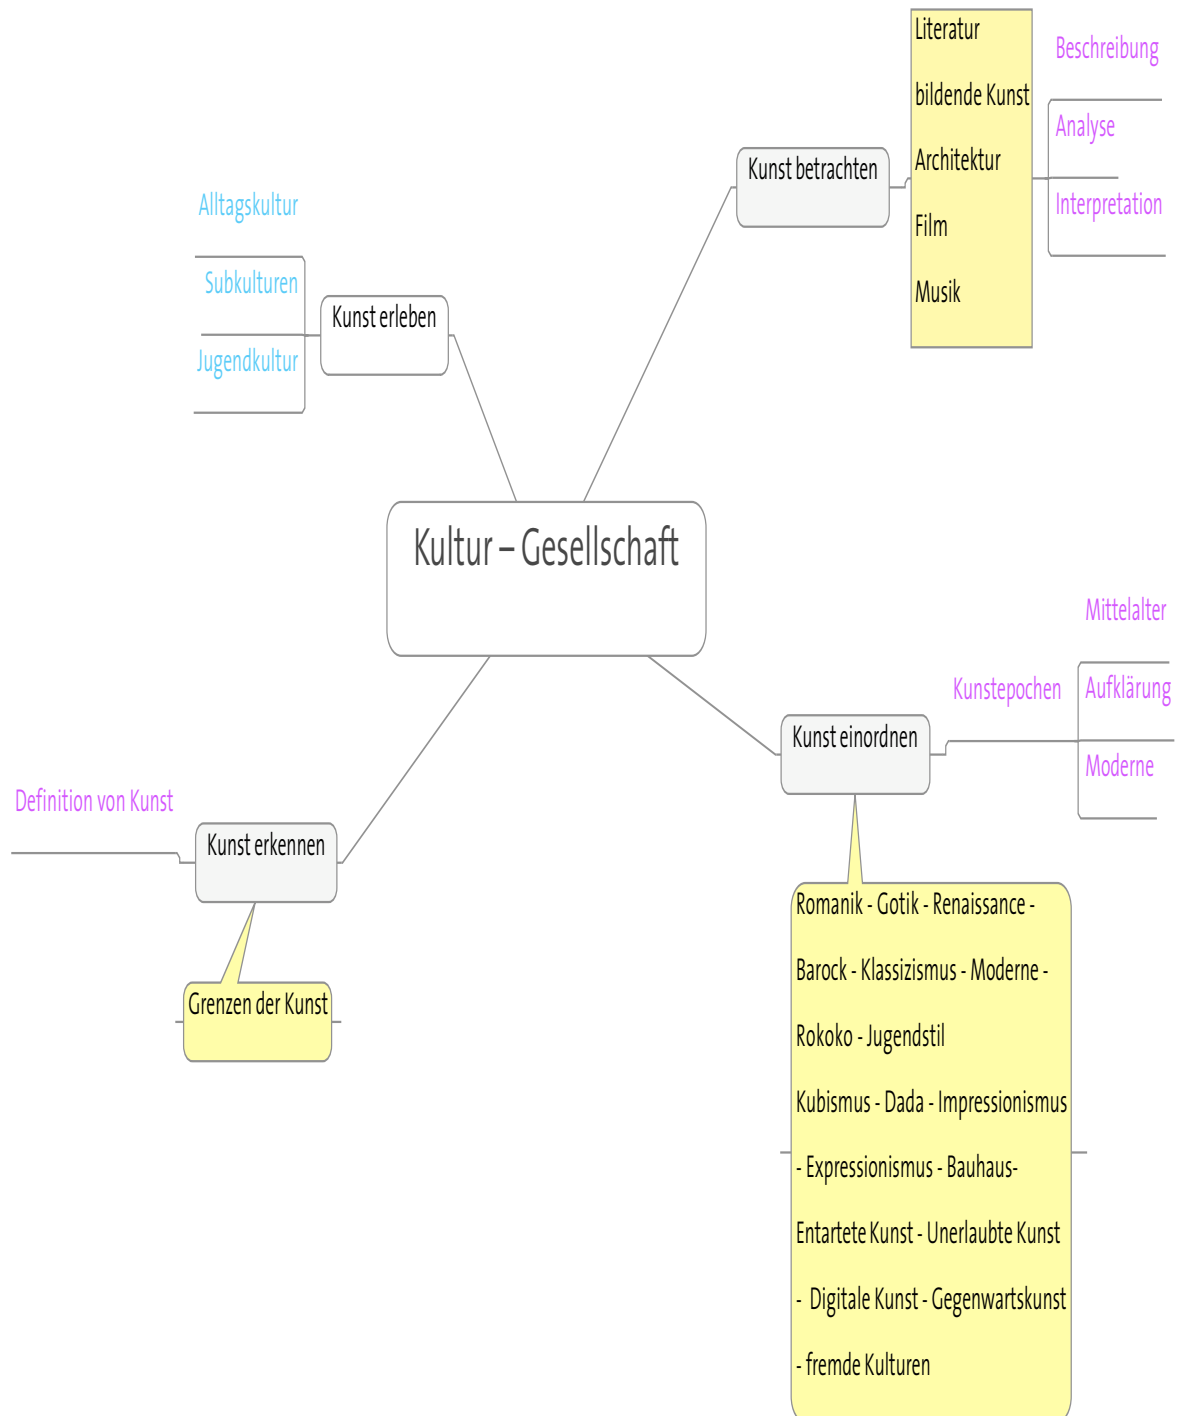 Literatur
bildende Kunst
Architektur
Film
Musik
Beschreibung
Analyse
Interpretation
Kunst betrachten
Alltagskultur
Subkulturen
Jugendkultur
Kunst erleben
Kultur – Gesellschaft
Mittelalter
Aufklärung
Moderne
Kunstepochen
Kunst einordnen
Definition von Kunst
Kunst erkennen
Grenzen der Kunst
Romanik - Gotik - Renaissance -
Barock - Klassizismus - Moderne -
Rokoko - Jugendstil
Kubismus - Dada - Impressionismus
- Expressionismus - Bauhaus-
Entartete Kunst - Unerlaubte Kunst
- Digitale Kunst - Gegenwartskunst
- fremde Kulturen